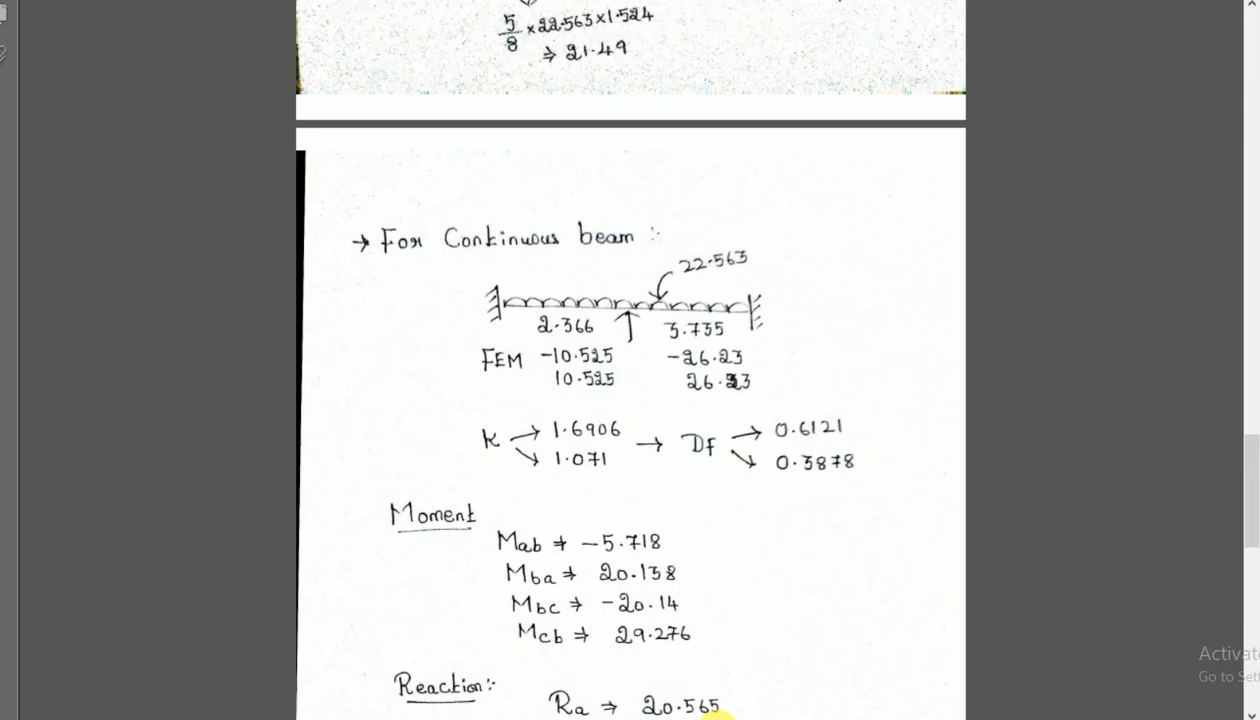 5/8 × 22.563 × 1.524
⇒ 21.49
→ For Continuous beam :-
22.563
2.366 3.735
FEM -10.525 -26.23
10.525 26.23
K → 1.6906 → Df → 0.6121
↘ 1.071 ↘ 0.3878
Moment
Mab ⇒ -5.718
Mba ⇒ 20.138
Mbc ⇒ -20.14
Mcb ⇒ 29.276
Reaction:-
Ra ⇒ 20.565
Activat
Go to Set